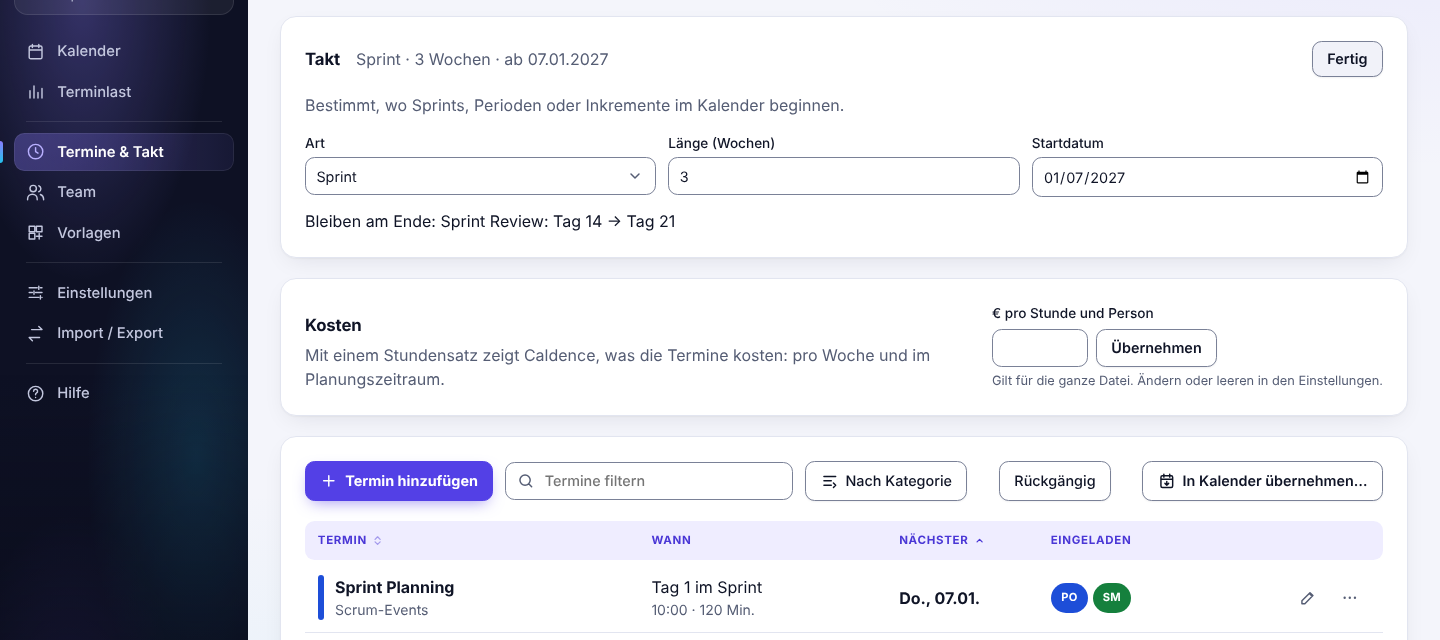 Kalender
Terminlast
Termine & Takt
Team
Vorlagen
Einstellungen
Import / Export
Hilfe
Takt Sprint · 3 Wochen · ab 07.01.2027
Fertig
Bestimmt, wo Sprints, Perioden oder Inkremente im Kalender beginnen.
Art Länge (Wochen) Startdatum
Sprint 3 01/07/2027
Bleiben am Ende: Sprint Review: Tag 14 → Tag 21
Kosten
Mit einem Stundensatz zeigt Caldence, was die Termine kosten: pro Woche und im
Planungszeitraum.
€ pro Stunde und Person
Übernehmen
Gilt für die ganze Datei. Ändern oder leeren in den Einstellungen.
Termin hinzufügen Termine filtern Nach Kategorie Rückgängig In Kalender übernehmen...
TERMIN WANN NÄCHSTER EINGELADEN
Sprint Planning Tag 1 im Sprint Do., 07.01. PO SM
Scrum-Events 10:00 · 120 Min.